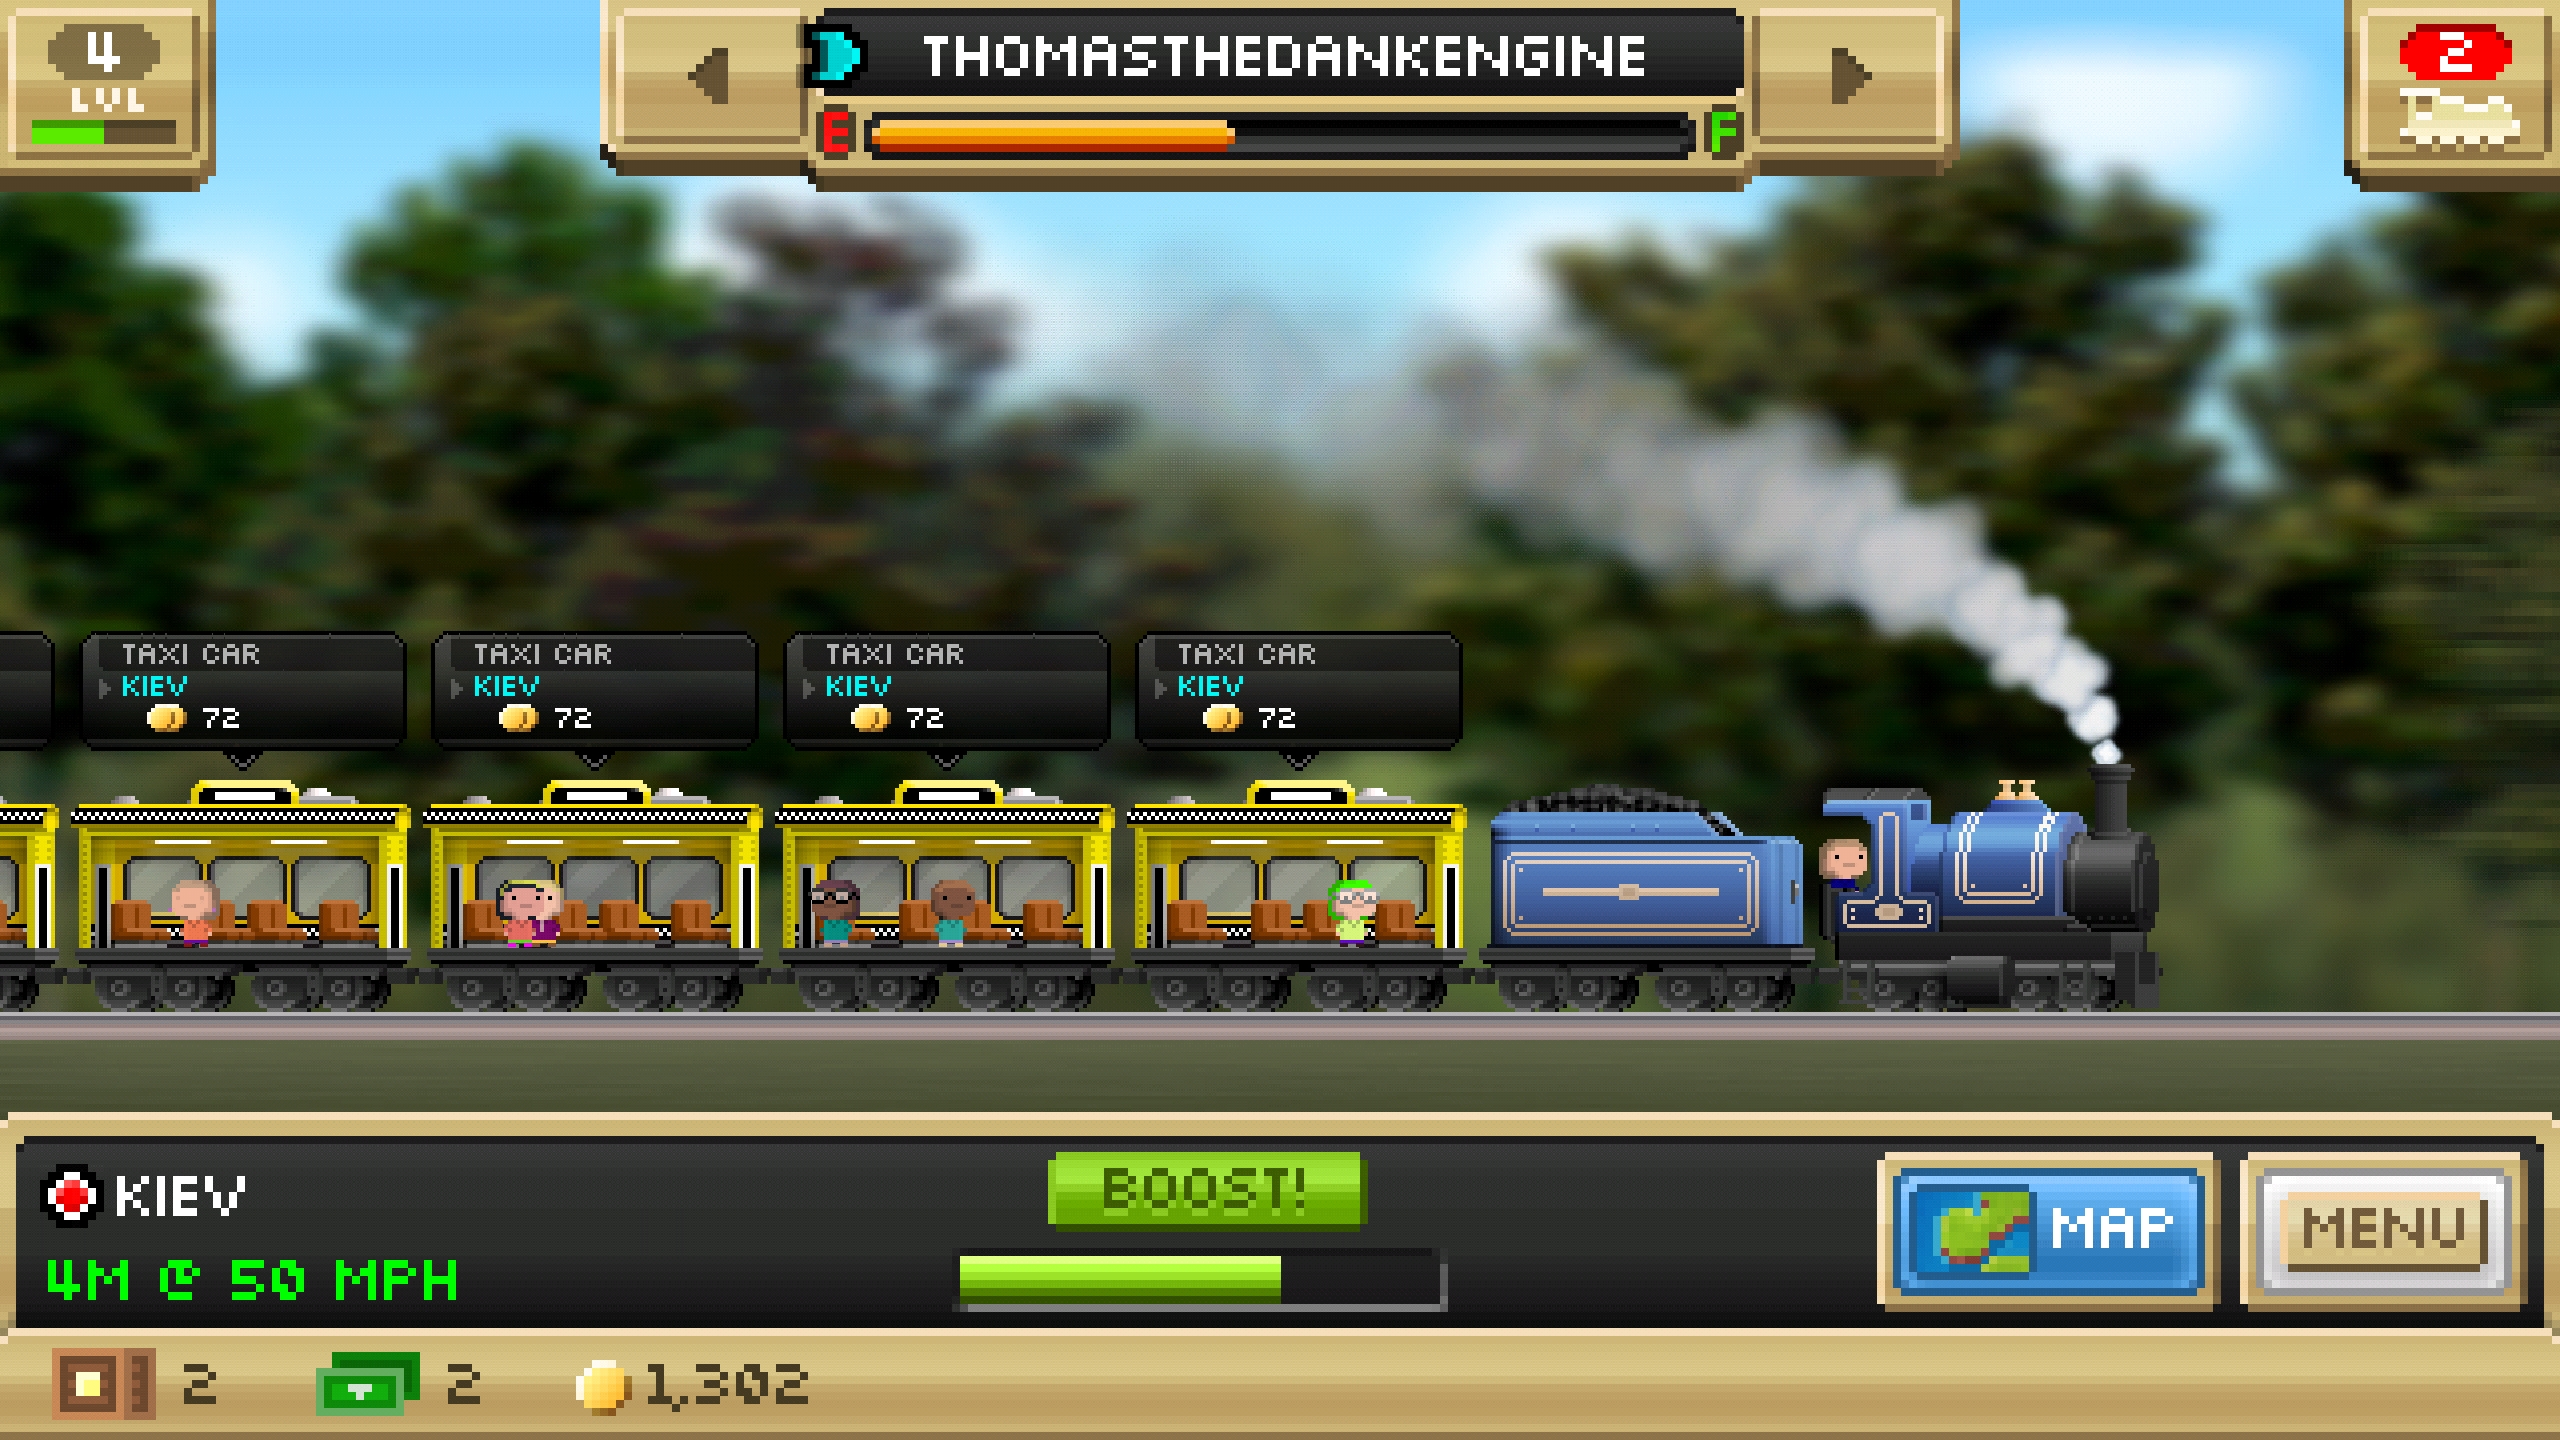 4
LVL
THOMASTHEDANKENGINE
E
F
2
TAXI CAR
KIEV
72
TAXI CAR
KIEV
72
TAXI CAR
KIEV
72
TAXI CAR
KIEV
72
KIEV
4M @ 50 MPH
BOOST!
MAP
MENU
2
2
1,302